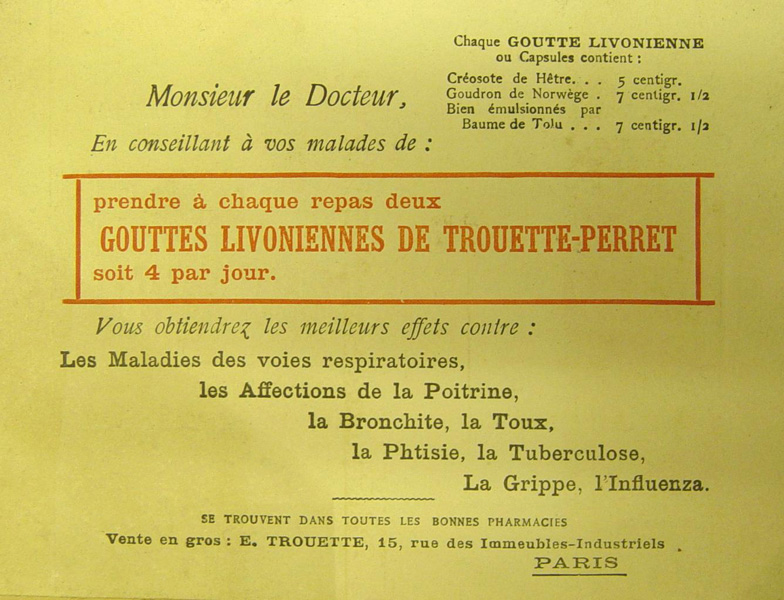 Chaque GOUTTE LIVONIENNE
ou Capsules contient :
Créosote de Hêtre. . . 5 centigr.
Goudron de Norwège . 7 centigr. 1/2
Bien émulsionnés par
Baume de Tolu . . . 7 centigr. 1/2
Monsieur le Docteur,
En conseillant à vos malades de :
prendre à chaque repas deux
GOUTTES LIVONIENNES DE TROUETTE-PERRET
soit 4 par jour.
Vous obtiendrez les meilleurs effets contre :
Les Maladies des voies respiratoires,
les Affections de la Poitrine,
la Bronchite, la Toux,
la Phtisie, la Tuberculose,
La Grippe, l'Influenza.
SE TROUVENT DANS TOUTES LES BONNES PHARMACIES
Vente en gros : E. TROUETTE, 15, rue des Immeubles-Industriels .
PARIS